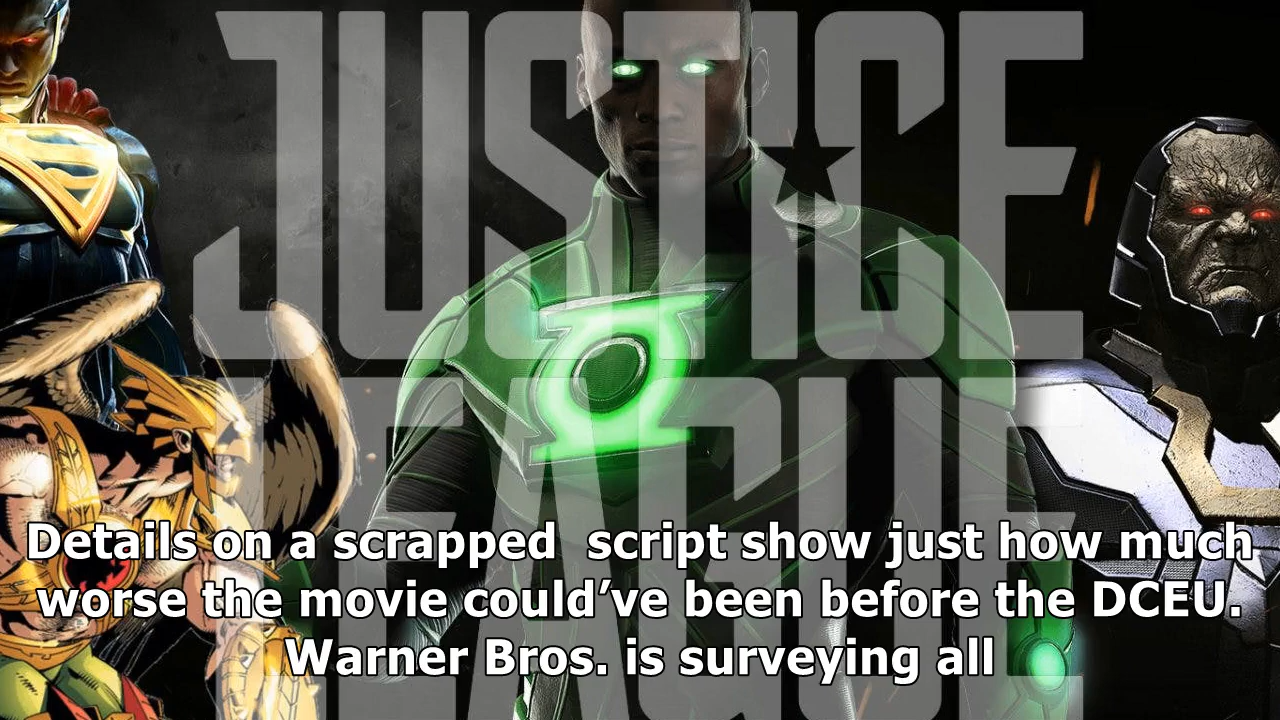 JUSTICE
LEAGUE
Details on a scrapped  script show just how much
worse the movie could’ve been before the DCEU.
Warner Bros. is surveying all